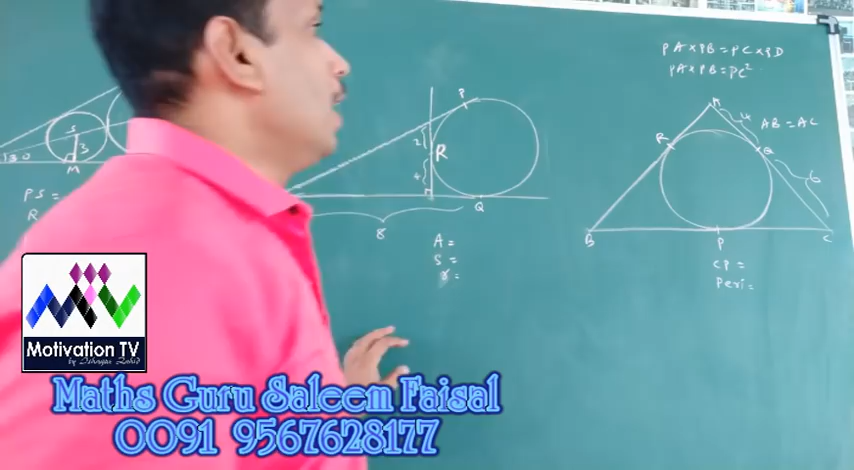 PA×PB=PC×PD
PA×PB=PC²
A
4
AB=AC
R
Q
6
B
P
C
CP=
Peri=
P
2
R
4
Q
8
A=
S=
r=
S
3
M
PS=
R
Motivation TV
Maths Guru Saleem Faisal
0091 9567628177